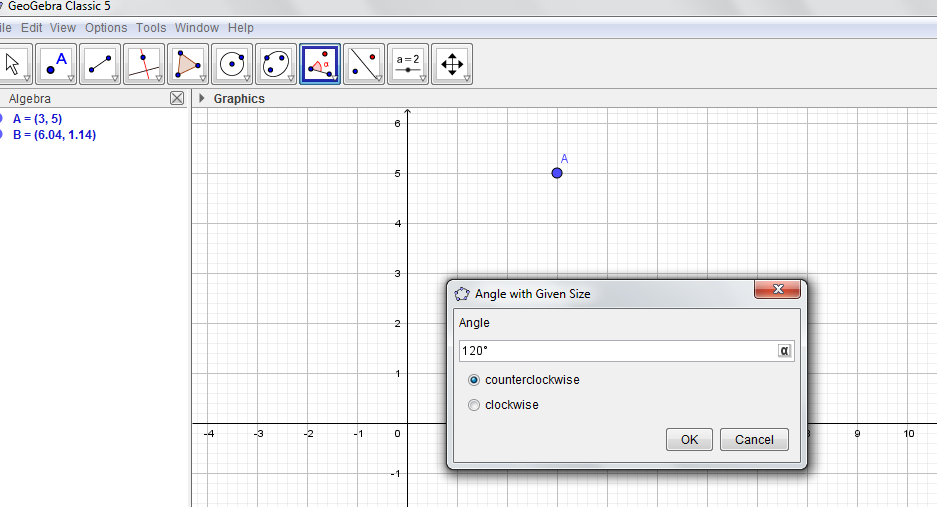 GeoGebra Classic 5
ile Edit View Options Tools Window Help
A
α
a = 2
Algebra
Graphics
A = (3, 5)
B = (6.04, 1.14)
6
A
5
4
3
Angle with Given Size
Angle
2
120°
α
1
counterclockwise
clockwise
-4 -3 -2 -1 0 8 9 10
OK Cancel
-1